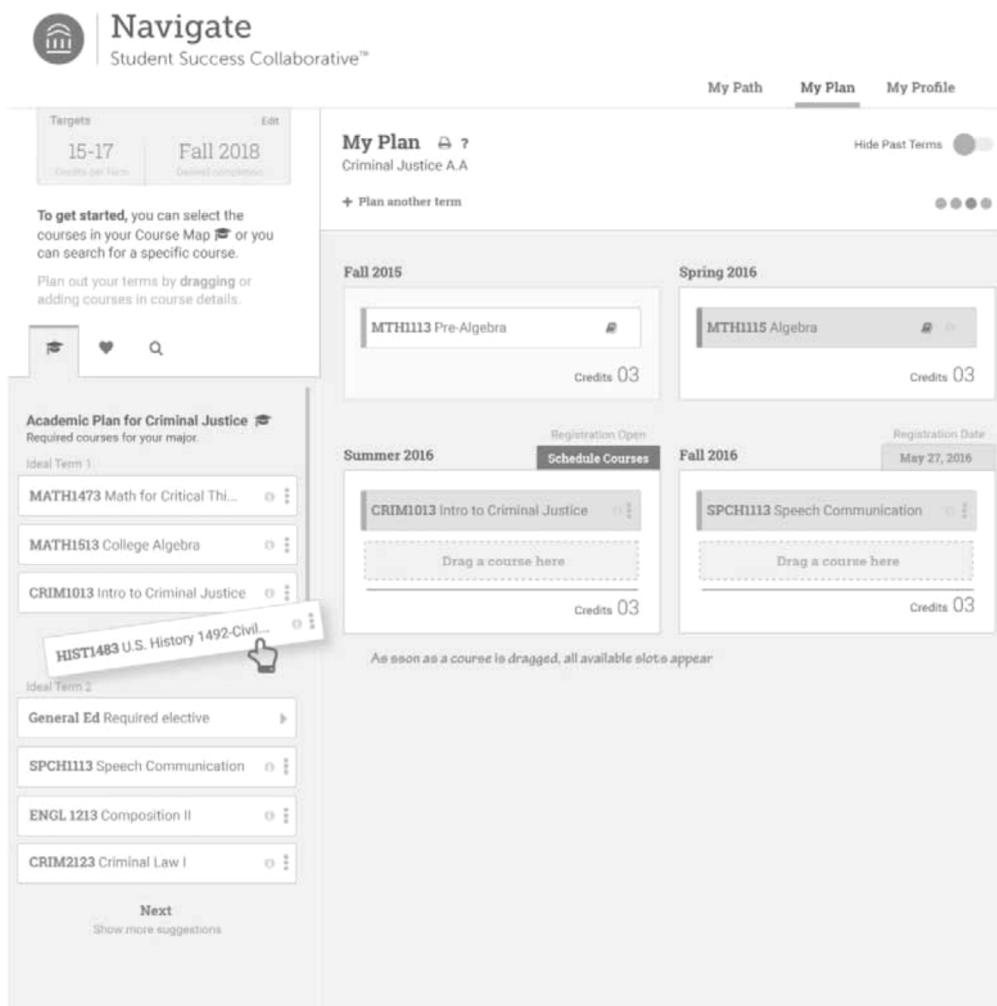 Navigate
Student Success Collaborative™
My Path
My Plan
My Profile
Targets
Edit
15-17
Fall 2018
Credits per Term
Desired completion
To get started, you can select the
courses in your Course Map or you
can search for a specific course.
Plan out your terms by dragging or
adding courses in course details.
Academic Plan for Criminal Justice
Required courses for your major.
Ideal Term 1
MATH1473 Math for Critical Thi...
MATH1513 College Algebra
CRIM1013 Intro to Criminal Justice
HIST1483 U.S. History 1492-Civil...
Ideal Term 2
General Ed Required elective
SPCH1113 Speech Communication
ENGL 1213 Composition II
CRIM2123 Criminal Law I
Next
Show more suggestions
My Plan ?
Criminal Justice A.A
Hide Past Terms
+ Plan another term
Fall 2015
MTH1113 Pre-Algebra
Credits 03
Spring 2016
MTH1115 Algebra
Credits 03
Summer 2016
Registration Open
Schedule Courses
CRIM1013 Intro to Criminal Justice
Drag a course here
Credits 03
Fall 2016
Registration Date
May 27, 2016
SPCH1113 Speech Communication
Drag a course here
Credits 03
As soon as a course is dragged, all available slots appear